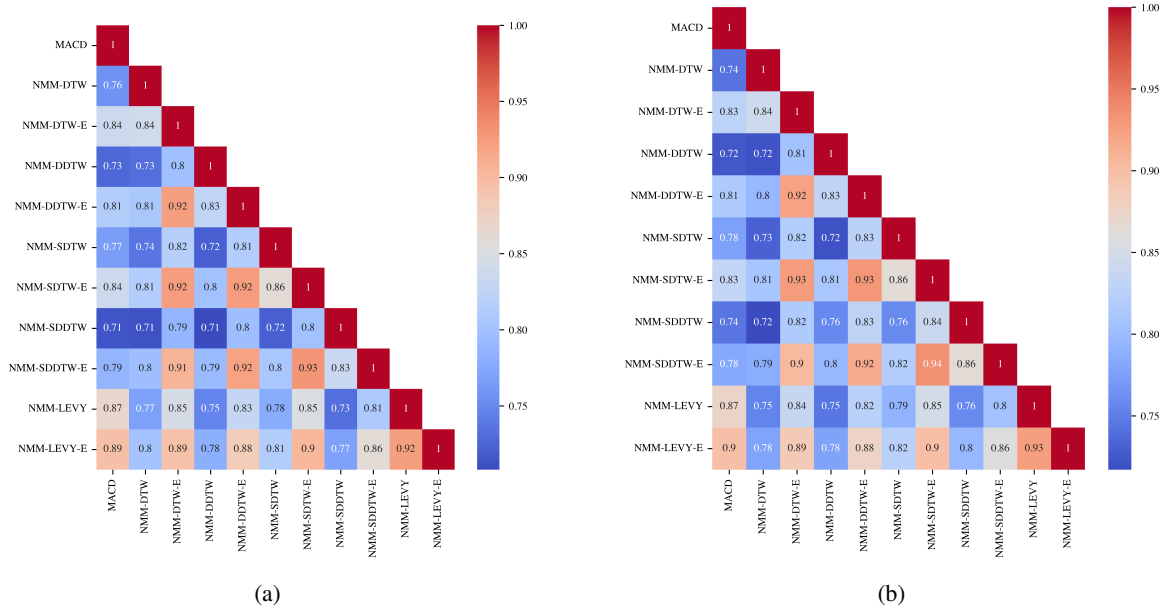 MACD 1
NMM-DTW 0.76 1
NMM-DTW-E 0.84 0.84 1
NMM-DDTW 0.73 0.73 0.8 1
NMM-DDTW-E 0.81 0.81 0.92 0.83 1
NMM-SDTW 0.77 0.74 0.82 0.72 0.81 1
NMM-SDTW-E 0.84 0.81 0.92 0.8 0.92 0.86 1
NMM-SDDTW 0.71 0.71 0.79 0.71 0.8 0.72 0.8 1
NMM-SDDTW-E 0.79 0.8 0.91 0.79 0.92 0.8 0.93 0.83 1
NMM-LEVY 0.87 0.77 0.85 0.75 0.83 0.78 0.85 0.73 0.81 1
NMM-LEVY-E 0.89 0.8 0.89 0.78 0.88 0.81 0.9 0.77 0.86 0.92 1
MACD
NMM-DTW
NMM-DTW-E
NMM-DDTW
NMM-DDTW-E
NMM-SDTW
NMM-SDTW-E
NMM-SDDTW
NMM-SDDTW-E
NMM-LEVY
NMM-LEVY-E
1.00
0.95
0.90
0.85
0.80
0.75
(a)
MACD 1
NMM-DTW 0.74 1
NMM-DTW-E 0.83 0.84 1
NMM-DDTW 0.72 0.72 0.81 1
NMM-DDTW-E 0.81 0.8 0.92 0.83 1
NMM-SDTW 0.78 0.73 0.82 0.72 0.83 1
NMM-SDTW-E 0.83 0.81 0.93 0.81 0.93 0.86 1
NMM-SDDTW 0.74 0.72 0.82 0.76 0.83 0.76 0.84 1
NMM-SDDTW-E 0.78 0.79 0.9 0.8 0.92 0.82 0.94 0.86 1
NMM-LEVY 0.87 0.75 0.84 0.75 0.82 0.79 0.85 0.76 0.8 1
NMM-LEVY-E 0.9 0.78 0.89 0.78 0.88 0.82 0.9 0.8 0.86 0.93 1
MACD
NMM-DTW
NMM-DTW-E
NMM-DDTW
NMM-DDTW-E
NMM-SDTW
NMM-SDTW-E
NMM-SDDTW
NMM-SDDTW-E
NMM-LEVY
NMM-LEVY-E
1.00
0.95
0.90
0.85
0.80
0.75
(b)